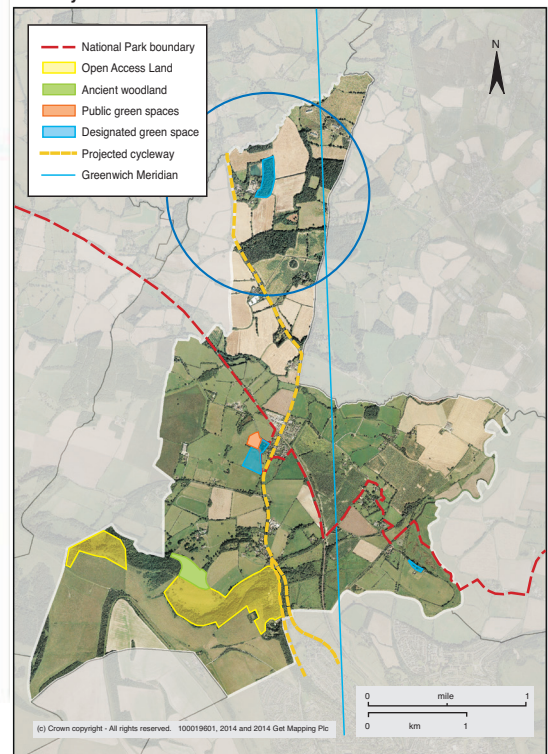 National Park boundary
Open Access Land
Ancient woodland
Public green spaces
Designated green space
Projected cycleway
Greenwich Meridian
N
0 mile 1
0 km 1
(c) Crown copyright - All rights reserved. 100019601, 2014 and 2014 Get Mapping Plc